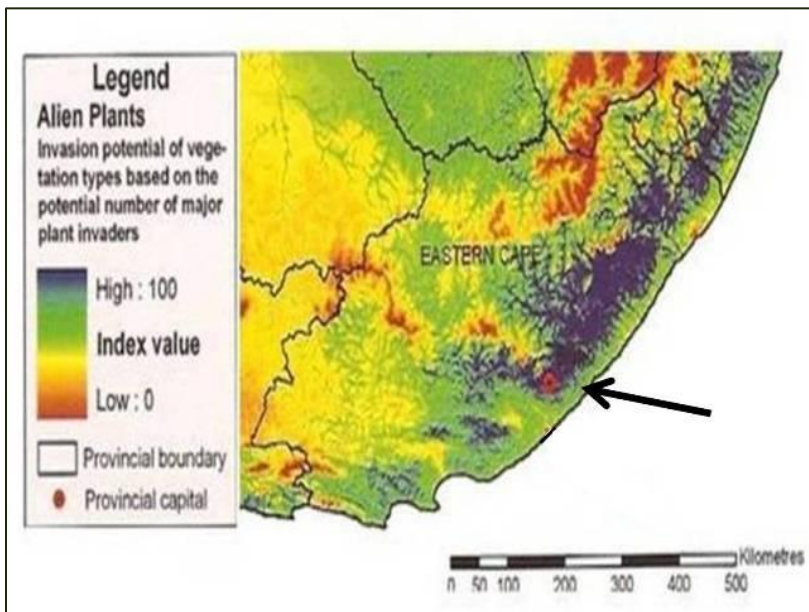 Legend
Alien Plants
Invasion potential of vege-
tation types based on the
potential number of major
plant invaders
High : 100
Index value
Low : 0
Provincial boundary
Provincial capital
EASTERN CAPE
Kilometres
0 50 100 200 300 400 500